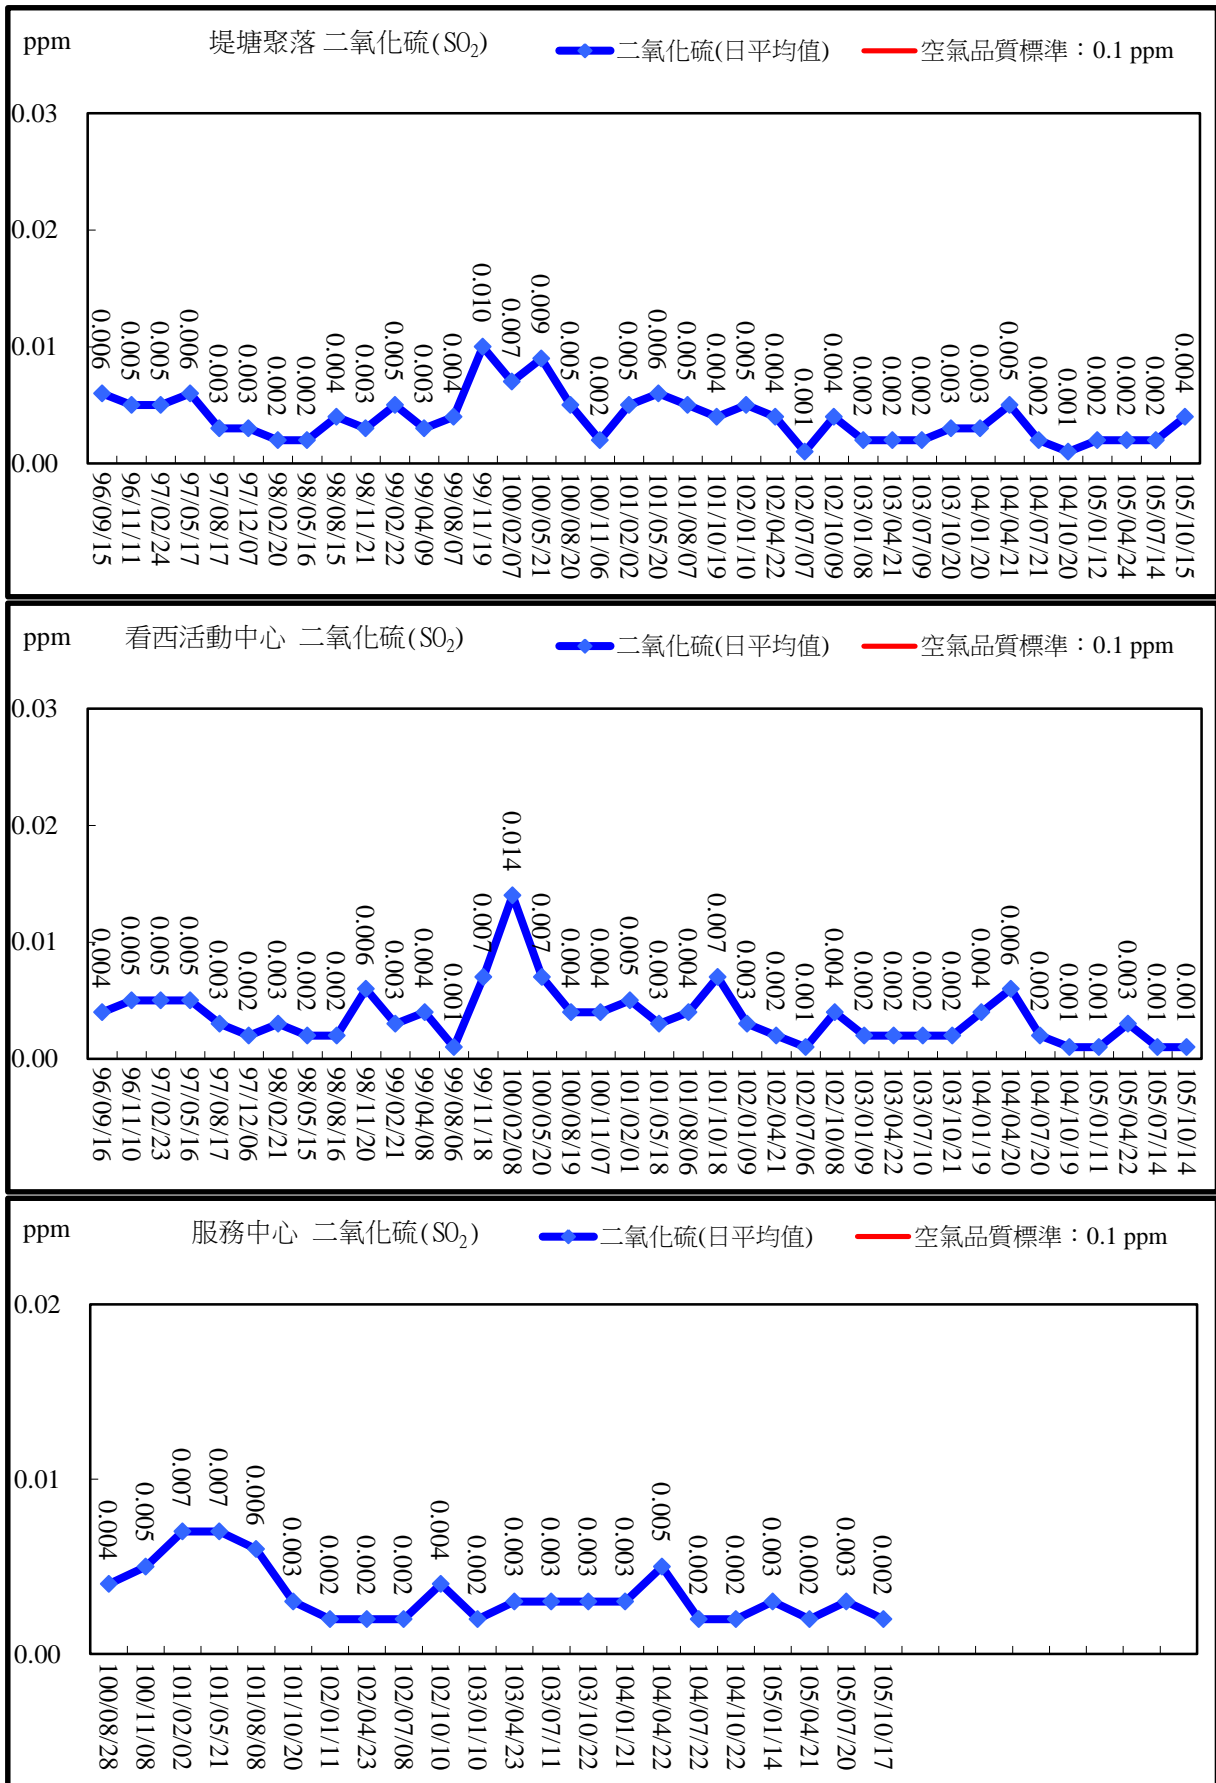 ppm 堤塘聚落 二氧化硫(SO₂) 二氧化硫(日平均值) 空氣品質標準：0.1 ppm
0.03
0.02
0.01
0.00
0.006 0.005 0.005 0.006 0.003 0.003 0.002 0.002 0.004 0.003 0.005 0.003 0.004 0.010 0.007 0.009 0.005 0.002 0.005 0.006 0.005 0.004 0.005 0.004 0.001 0.004 0.002 0.002 0.002 0.003 0.003 0.005 0.002 0.001 0.002 0.002 0.002 0.004
96/09/15 96/11/11 97/02/24 97/05/17 97/08/17 97/12/07 98/02/20 98/05/16 98/08/15 98/11/21 99/02/22 99/04/09 99/08/07 99/11/19 100/02/07 100/05/21 100/08/20 100/11/06 101/02/02 101/05/20 101/08/07 101/10/19 102/01/10 102/04/22 102/07/07 102/10/09 103/01/08 103/04/21 103/07/09 103/10/20 104/01/20 104/04/21 104/07/21 104/10/20 105/01/12 105/04/24 105/07/14 105/10/15
ppm 看西活動中心 二氧化硫(SO₂) 二氧化硫(日平均值) 空氣品質標準：0.1 ppm
0.03
0.02
0.01
0.00
0.004 0.005 0.005 0.005 0.003 0.002 0.003 0.002 0.002 0.006 0.003 0.004 0.001 0.007 0.014 0.007 0.004 0.004 0.005 0.003 0.004 0.007 0.003 0.002 0.001 0.004 0.002 0.002 0.002 0.002 0.004 0.006 0.002 0.001 0.001 0.003 0.001 0.001
96/09/16 96/11/10 97/02/23 97/05/16 97/08/17 97/12/06 98/02/21 98/05/15 98/08/16 98/11/20 99/02/21 99/04/08 99/08/06 99/11/18 100/02/08 100/05/20 100/08/19 100/11/07 101/02/01 101/05/18 101/08/06 101/10/18 102/01/09 102/04/21 102/07/06 102/10/08 103/01/09 103/04/22 103/07/10 103/10/21 104/01/19 104/04/20 104/07/20 104/10/19 105/01/11 105/04/22 105/07/14 105/10/14
ppm 服務中心 二氧化硫(SO₂) 二氧化硫(日平均值) 空氣品質標準：0.1 ppm
0.02
0.01
0.00
0.004 0.005 0.007 0.007 0.006 0.003 0.002 0.002 0.002 0.004 0.002 0.003 0.003 0.003 0.003 0.005 0.002 0.002 0.003 0.002 0.003 0.002
100/08/28 100/11/08 101/02/02 101/05/21 101/08/08 101/10/20 102/01/11 102/04/23 102/07/08 102/10/10 103/01/10 103/04/23 103/07/11 103/10/22 104/01/21 104/04/22 104/07/22 104/10/22 105/01/14 105/04/21 105/07/20 105/10/17